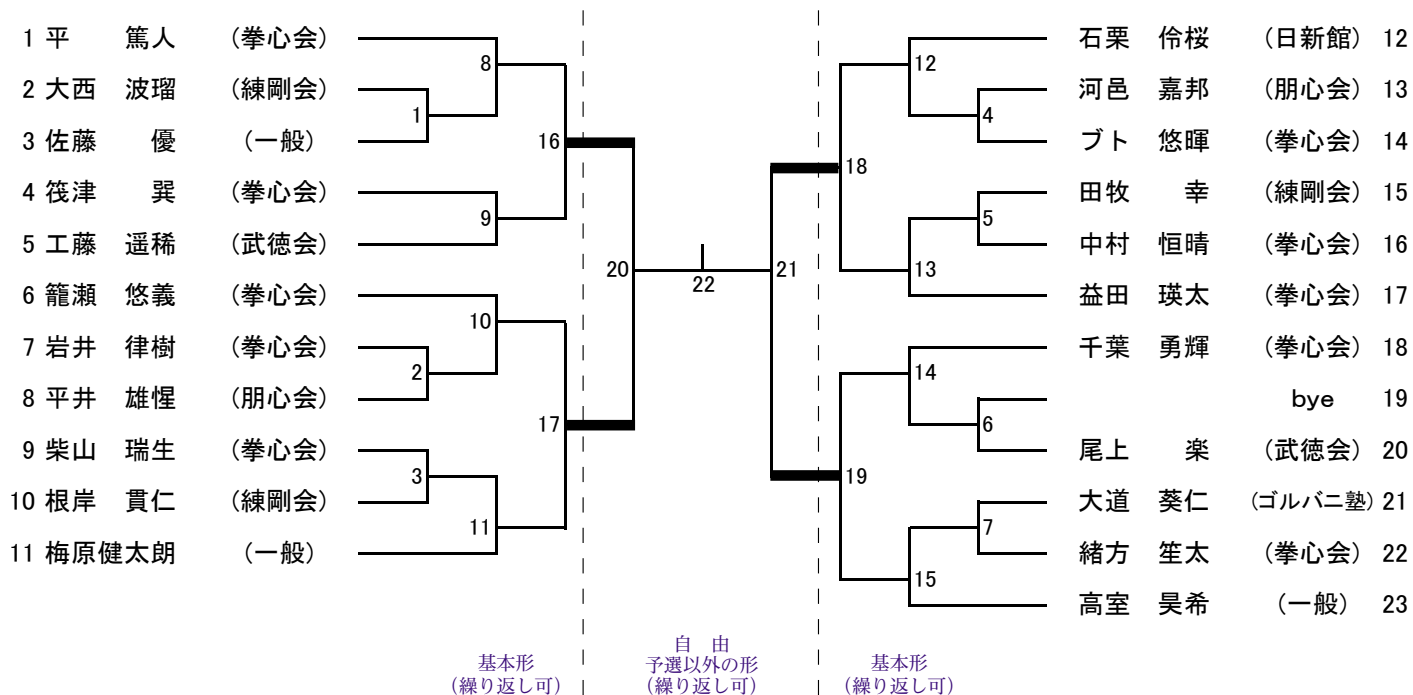 1 平　　篤人　(拳心会)
2 大西　波瑠　(練剛会)
3 佐藤　　優　(一般)
4 筏津　　巽　(拳心会)
5 工藤　遥稀　(武徳会)
6 籠瀬　悠義　(拳心会)
7 岩井　律樹　(拳心会)
8 平井　雄惺　(朋心会)
9 柴山　瑞生　(拳心会)
10 根岸　貫仁　(練剛会)
11 梅原健太朗　(一般)
8
1
16
9
20
10
2
17
3
11
22
21
12
4
18
5
13
14
6
19
7
15
石栗　伶桜　(日新館) 12
河邑　嘉邦　(朋心会) 13
ブト　悠暉　(拳心会) 14
田牧　　幸　(練剛会) 15
中村　恒晴　(拳心会) 16
益田　瑛太　(拳心会) 17
千葉　勇輝　(拳心会) 18
bye 19
尾上　　楽　(武徳会) 20
大道　葵仁　(ゴルバニ塾) 21
緒方　笙太　(拳心会) 22
高室　昊希　(一般) 23
基本形
(繰り返し可)
自　由
予選以外の形
(繰り返し可)
基本形
(繰り返し可)